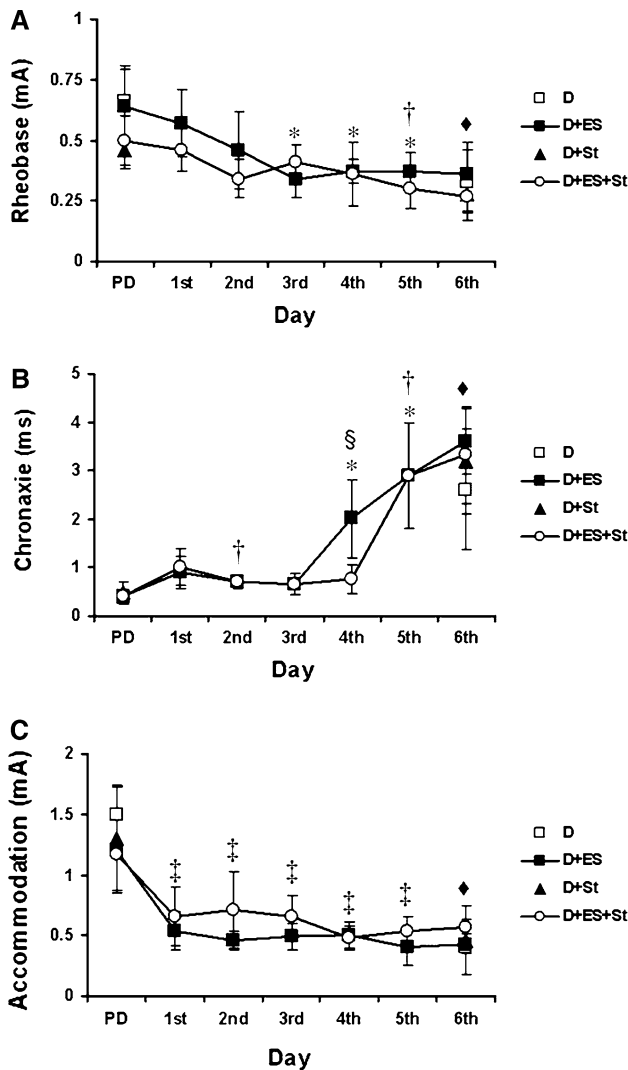 A
Rheobase (mA)
1
0.75
0.5
0.25
0
* * † * ♦
PD 1st 2nd 3rd 4th 5th 6th
Day
D
D+ES
D+St
D+ES+St
B
Chronaxie (ms)
5
4
3
2
1
0
† § * † * ♦
PD 1st 2nd 3rd 4th 5th 6th
Day
D
D+ES
D+St
D+ES+St
C
Accommodation (mA)
2
1.5
1
0.5
0
‡ ‡ ‡ ‡ ‡ ♦
PD 1st 2nd 3rd 4th 5th 6th
Day
D
D+ES
D+St
D+ES+St